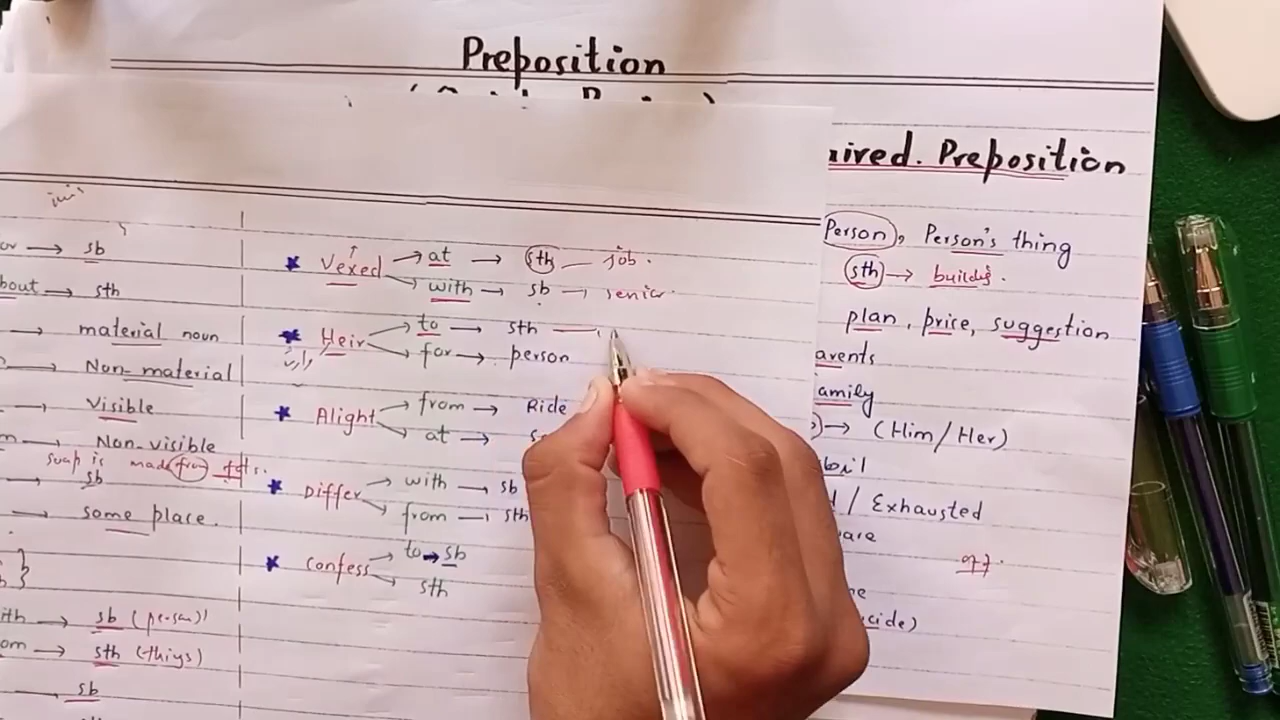 Preposition
aired. Preposition
Person, Person's thing
sth → building.
plan, price, suggestion
arents
amily
)→ (Him/Her)
/ Exhausted
cide)
→ sb
bout → sth
→ material noun
→ Non-material
→ Visible
→ Non-visible
soap is made from fats.
→ sb
→ some place.
ith → sb (person)
om → sth (things)
sb
* Vexed → at → sth — job.
→ with → sb → senior
* Heir → to → sth —
→ for → person
وارث
* Alight → from → Ride
→ at →
* Differ → with → sb
→ from → sth
* Confess → to → sb
→ sth